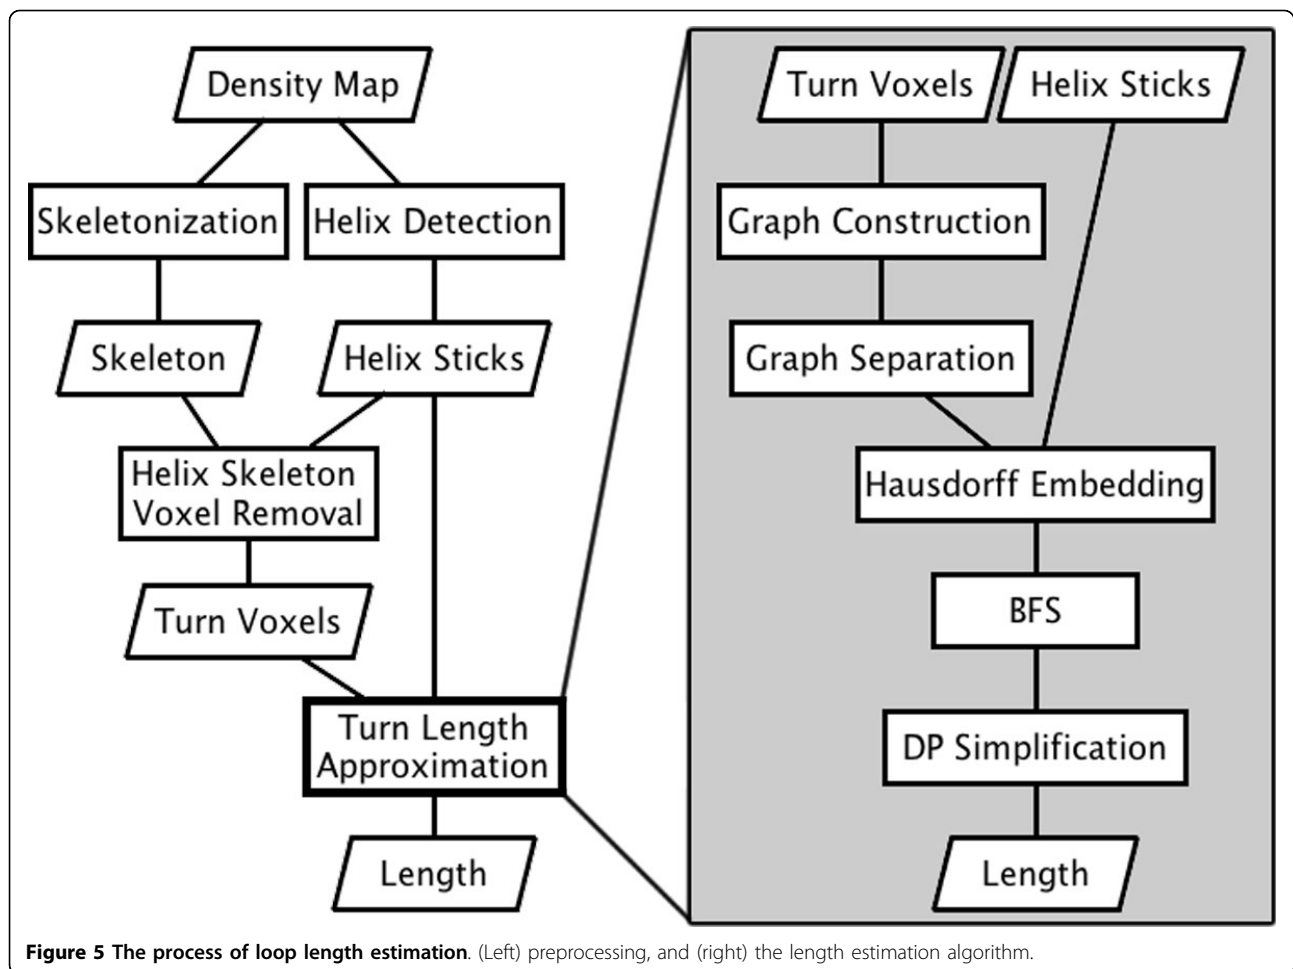 Density Map
Skeletonization
Helix Detection
Skeleton
Helix Sticks
Helix Skeleton
Voxel Removal
Turn Voxels
Turn Length
Approximation
Length
Turn Voxels
Helix Sticks
Graph Construction
Graph Separation
Hausdorff Embedding
BFS
DP Simplification
Length
Figure 5 The process of loop length estimation. (Left) preprocessing, and (right) the length estimation algorithm.